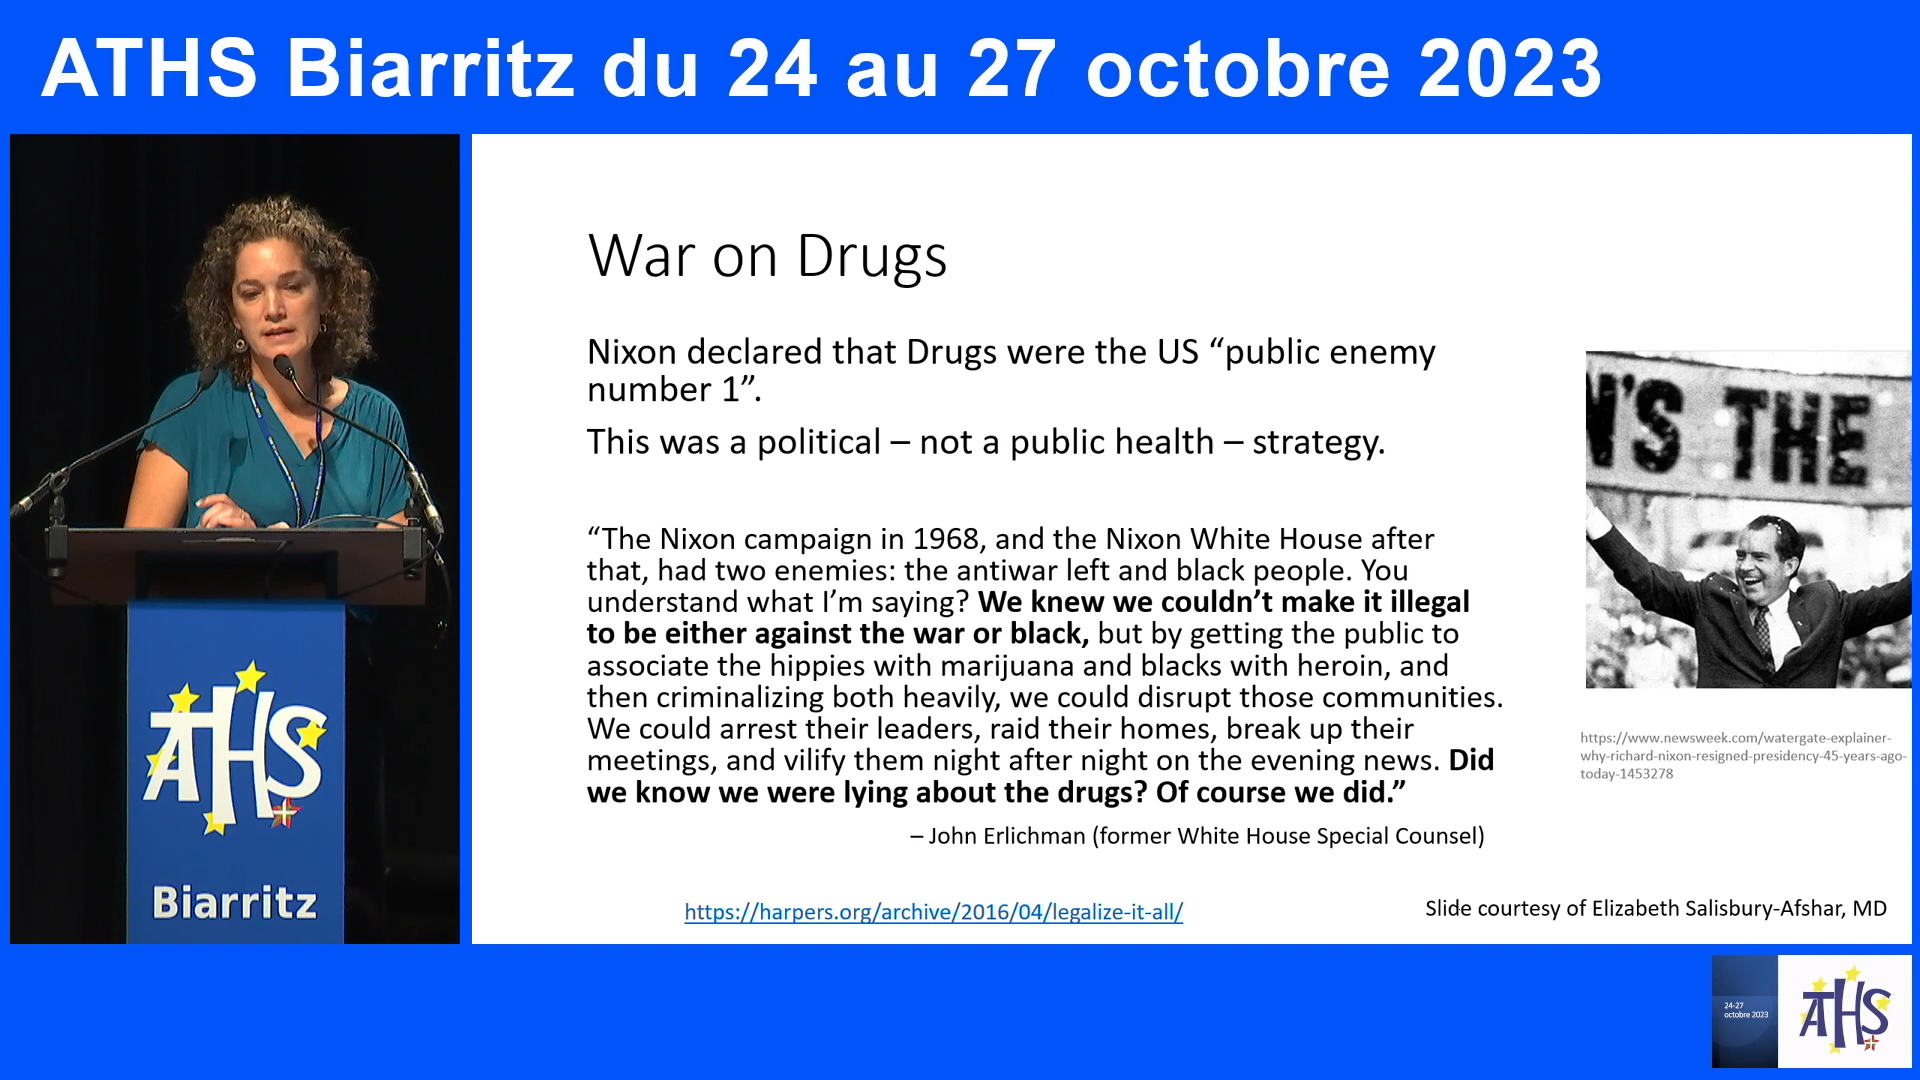 ATHS Biarritz du 24 au 27 octobre 2023
War on Drugs
Nixon declared that Drugs were the US “public enemy
number 1”.
This was a political – not a public health – strategy.
“The Nixon campaign in 1968, and the Nixon White House after
that, had two enemies: the antiwar left and black people. You
understand what I’m saying? We knew we couldn’t make it illegal
to be either against the war or black, but by getting the public to
associate the hippies with marijuana and blacks with heroin, and
then criminalizing both heavily, we could disrupt those communities.
We could arrest their leaders, raid their homes, break up their
meetings, and vilify them night after night on the evening news. Did
we know we were lying about the drugs? Of course we did.”
– John Erlichman (former White House Special Counsel)
https://harpers.org/archive/2016/04/legalize-it-all/
Slide courtesy of Elizabeth Salisbury-Afshar, MD
'S THE
https://www.newsweek.com/watergate-explainer-
why-richard-nixon-resigned-presidency-45-years-ago-
today-1453278
ATHS
Biarritz
24-27
octobre 2023
ATHS